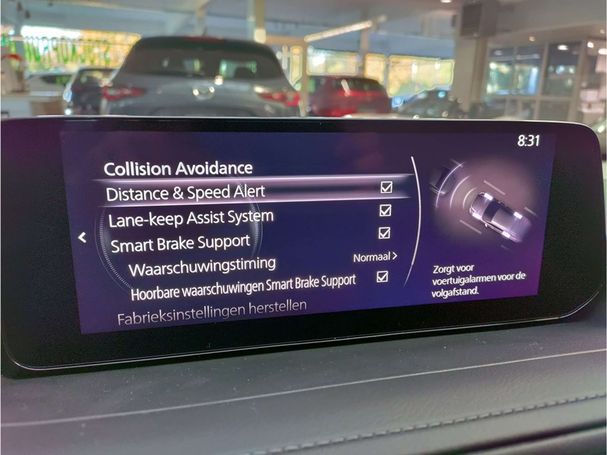 8:31
Collision Avoidance
Distance & Speed Alert
Lane-keep Assist System
Smart Brake Support
Waarschuwingstiming Normaal
Hoorbare waarschuwingen Smart Brake Support
Fabrieksinstellingen herstellen
Zorgt voor
voertuigalarmen voor de
volgafstand.